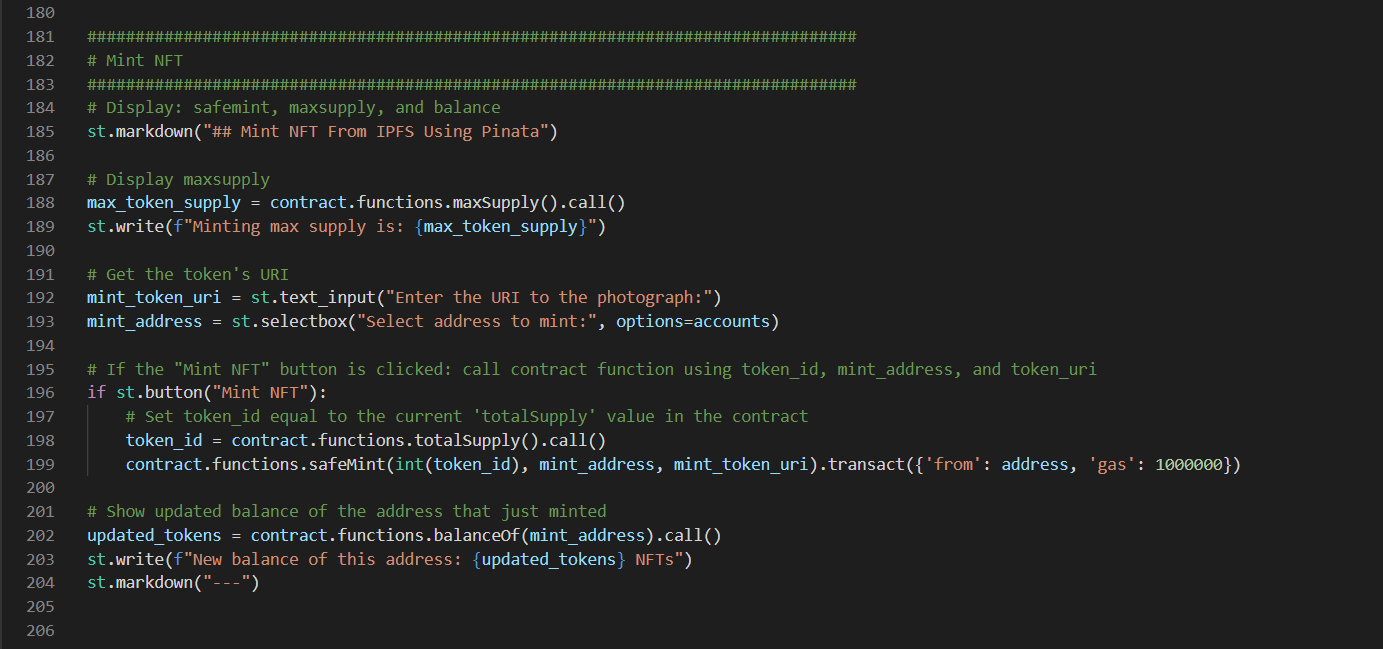 180
181 ################################################################################
182 # Mint NFT
183 ################################################################################
184 # Display: safemint, maxsupply, and balance
185 st.markdown("## Mint NFT From IPFS Using Pinata")
186
187 # Display maxsupply
188 max_token_supply = contract.functions.maxSupply().call()
189 st.write(f"Minting max supply is: {max_token_supply}")
190
191 # Get the token's URI
192 mint_token_uri = st.text_input("Enter the URI to the photograph:")
193 mint_address = st.selectbox("Select address to mint:", options=accounts)
194
195 # If the "Mint NFT" button is clicked: call contract function using token_id, mint_address, and token_uri
196 if st.button("Mint NFT"):
197     # Set token_id equal to the current 'totalSupply' value in the contract
198     token_id = contract.functions.totalSupply().call()
199     contract.functions.safeMint(int(token_id), mint_address, mint_token_uri).transact({'from': address, 'gas': 1000000})
200
201 # Show updated balance of the address that just minted
202 updated_tokens = contract.functions.balanceOf(mint_address).call()
203 st.write(f"New balance of this address: {updated_tokens} NFTs")
204 st.markdown("---")
205
206